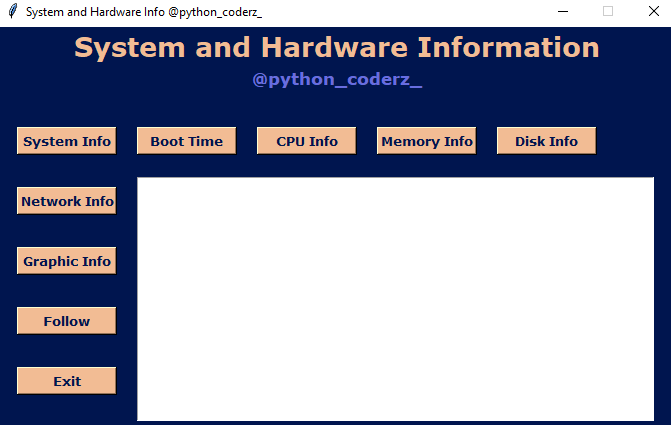 System and Hardware Info @python_coderz_
System and Hardware Information
@python_coderz_
System Info Boot Time CPU Info Memory Info Disk Info
Network Info
Graphic Info
Follow
Exit